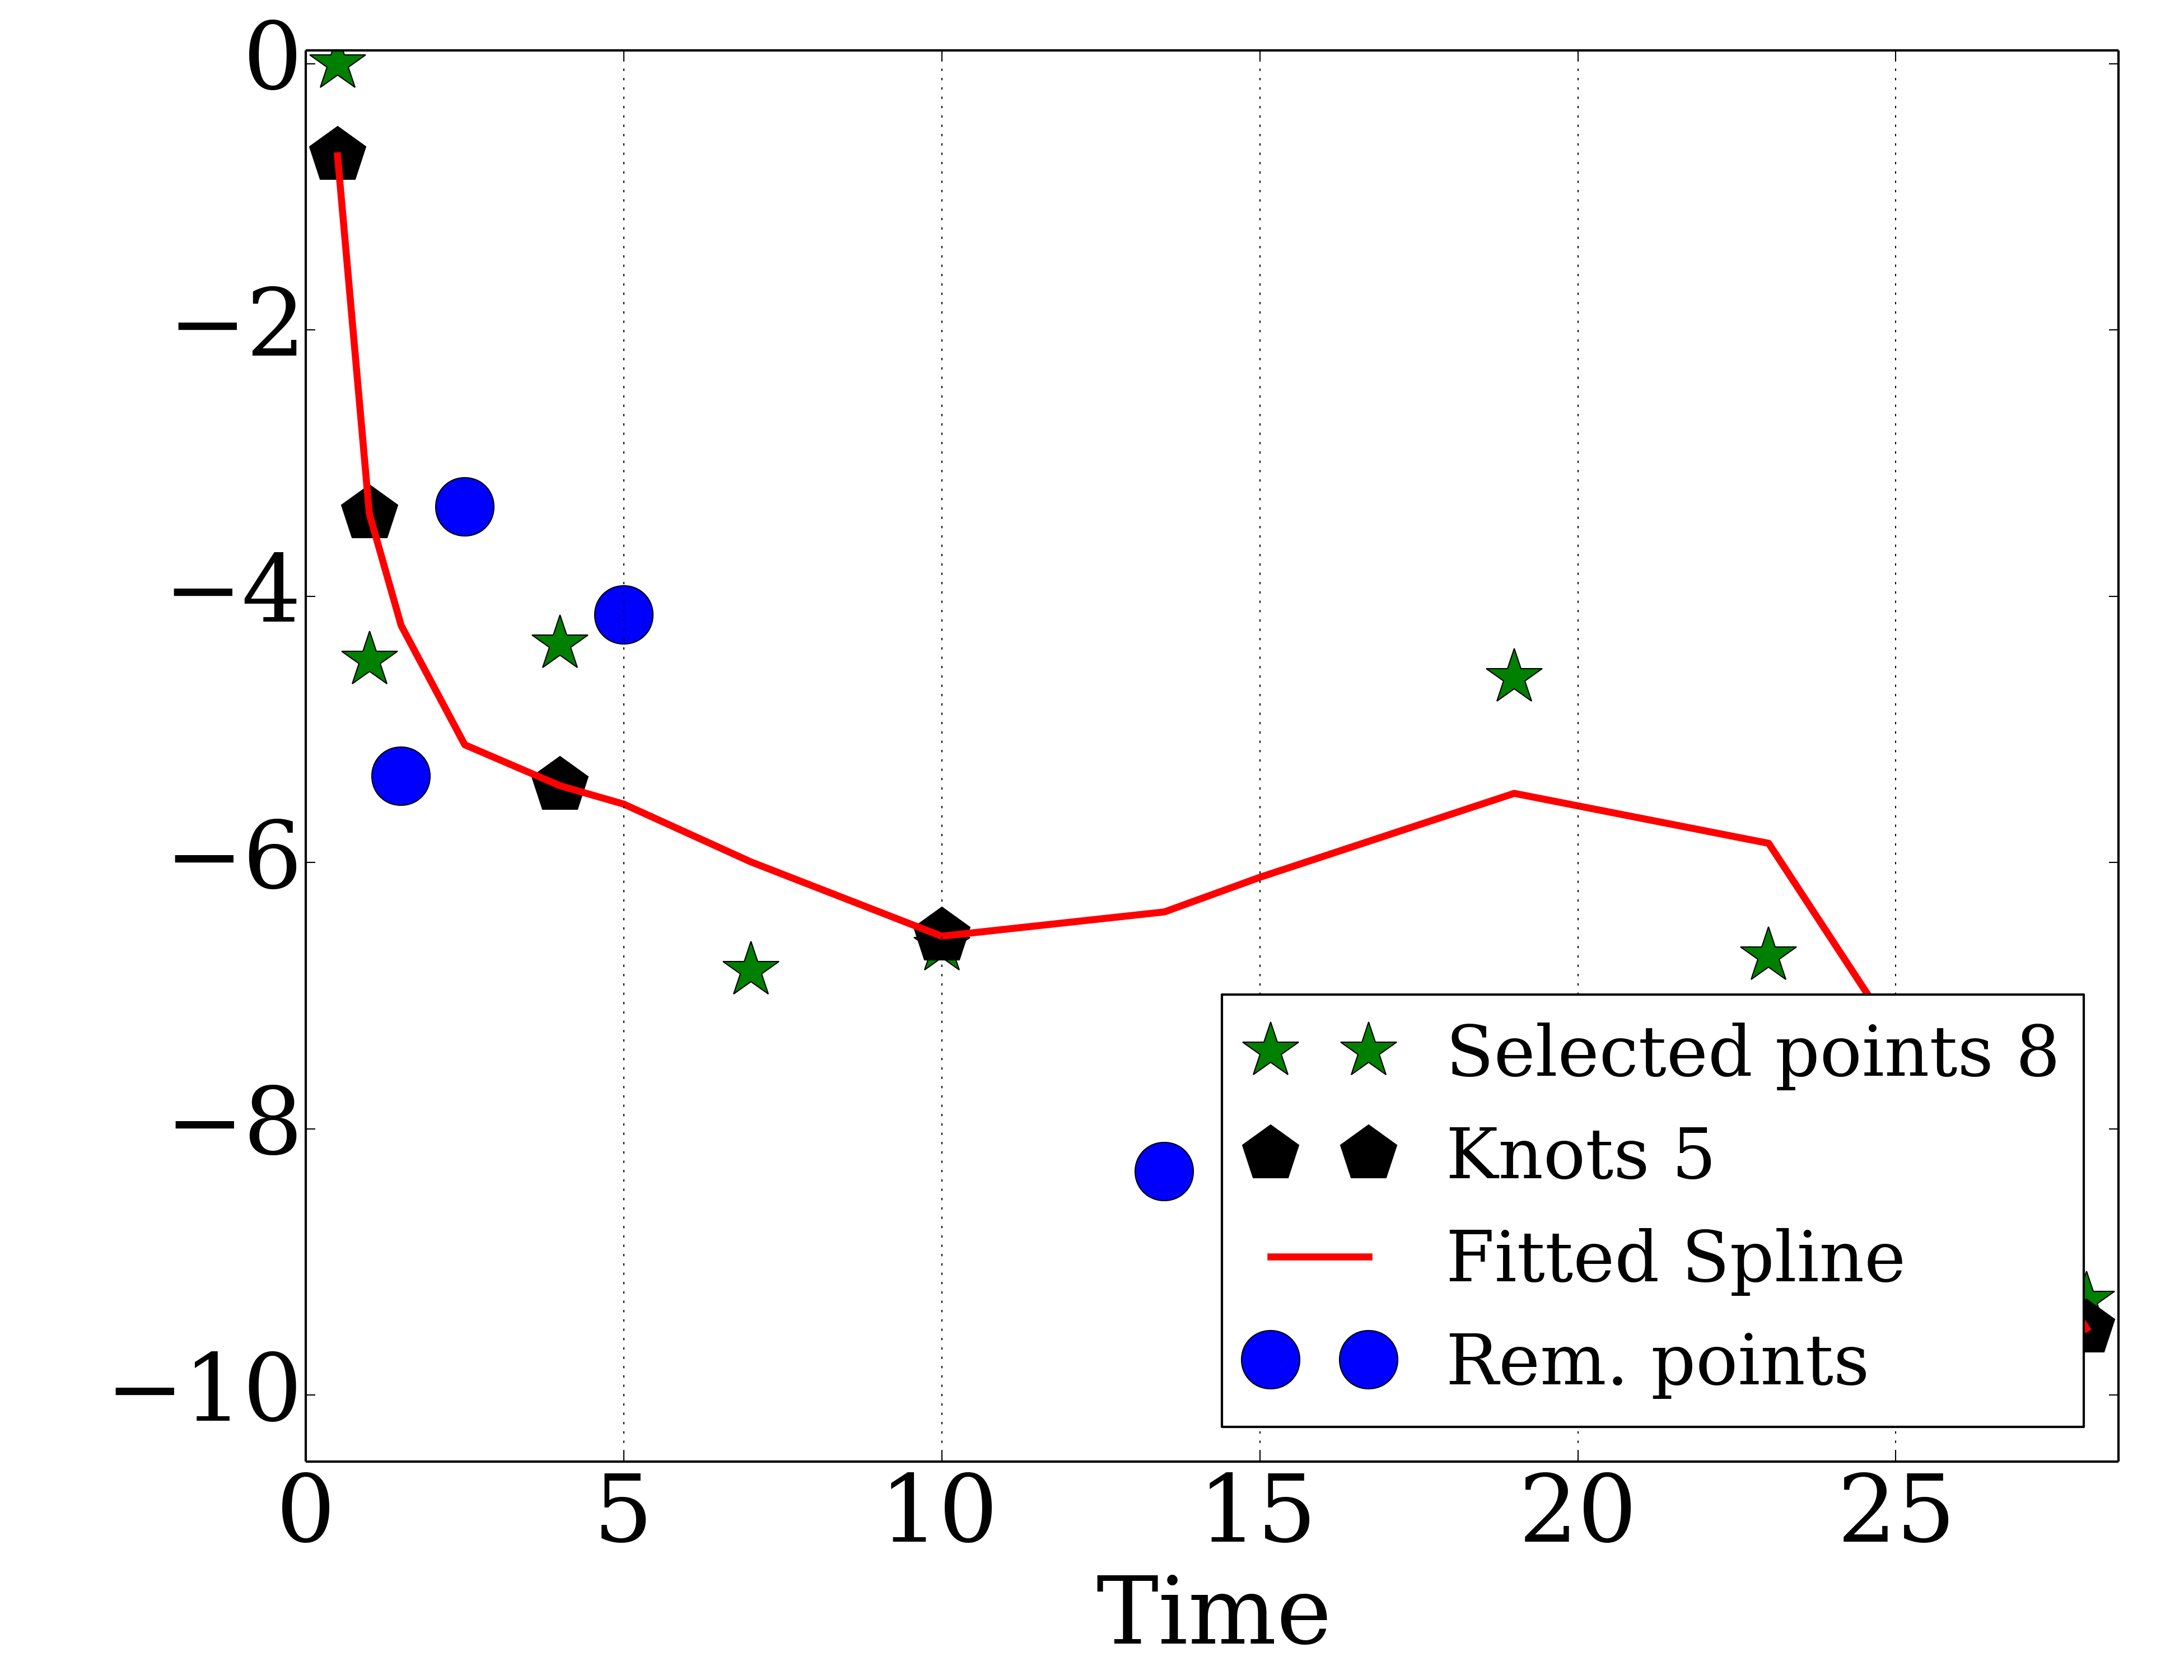 0
−2
−4
−6
−8
−10
Selected points 8
Knots 5
Fitted Spline
Rem. points
0 5 10 15 20 25
Time